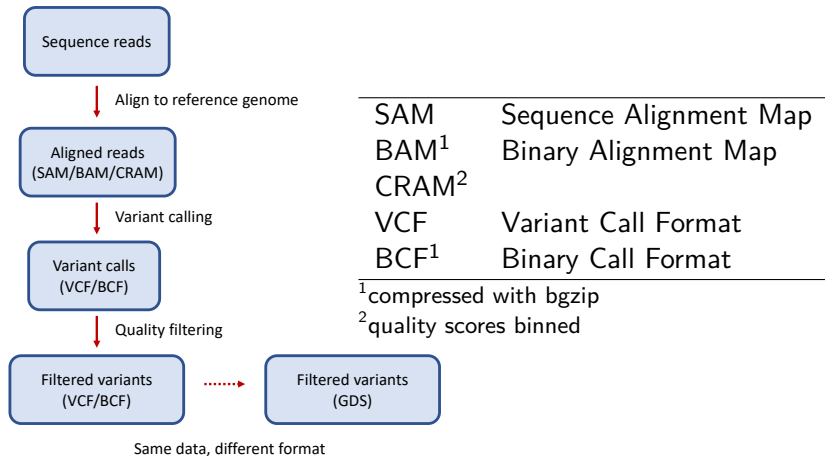 Sequence reads
Align to reference genome
Aligned reads
(SAM/BAM/CRAM)
Variant calling
Variant calls
(VCF/BCF)
Quality filtering
Filtered variants
(VCF/BCF)
Filtered variants
(GDS)
Same data, different format
SAM Sequence Alignment Map
BAM¹ Binary Alignment Map
CRAM²
VCF Variant Call Format
BCF¹ Binary Call Format
¹compressed with bgzip
²quality scores binned